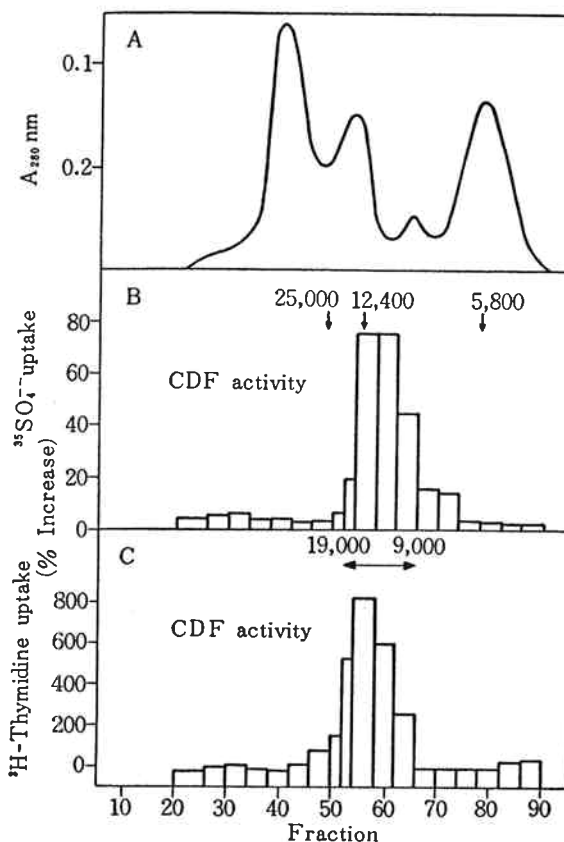 A
0.1
0.2
A₂₈₀ nm
B
25,000 12,400 5,800
80
60
40
20
0
CDF activity
³⁵SO₄⁻⁻uptake
(% Increase)
19,000 9,000
C
800
600
400
200
0
CDF activity
³H-Thymidine uptake
10 20 30 40 50 60 70 80 90
Fraction